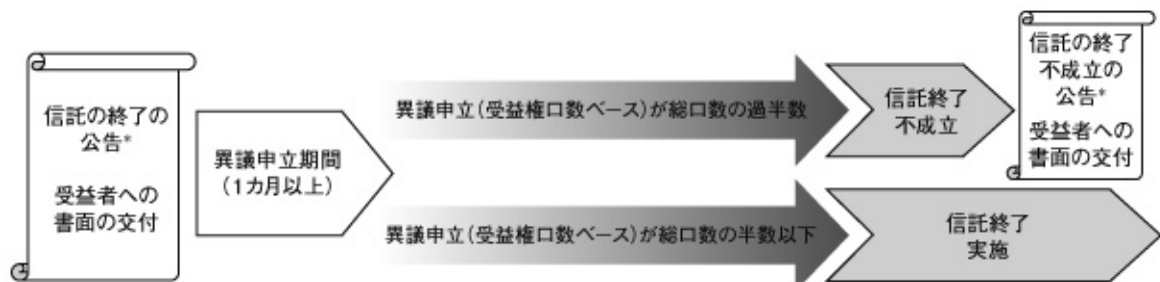 信託の終了の
公告*
受益者への
書面の交付
異議申立期間
（1カ月以上）
異議申立（受益権口数ベース）が総口数の過半数
信託終了
不成立
信託の終了
不成立の
公告*
受益者への
書面の交付
異議申立（受益権口数ベース）が総口数の半数以下
信託終了
実施